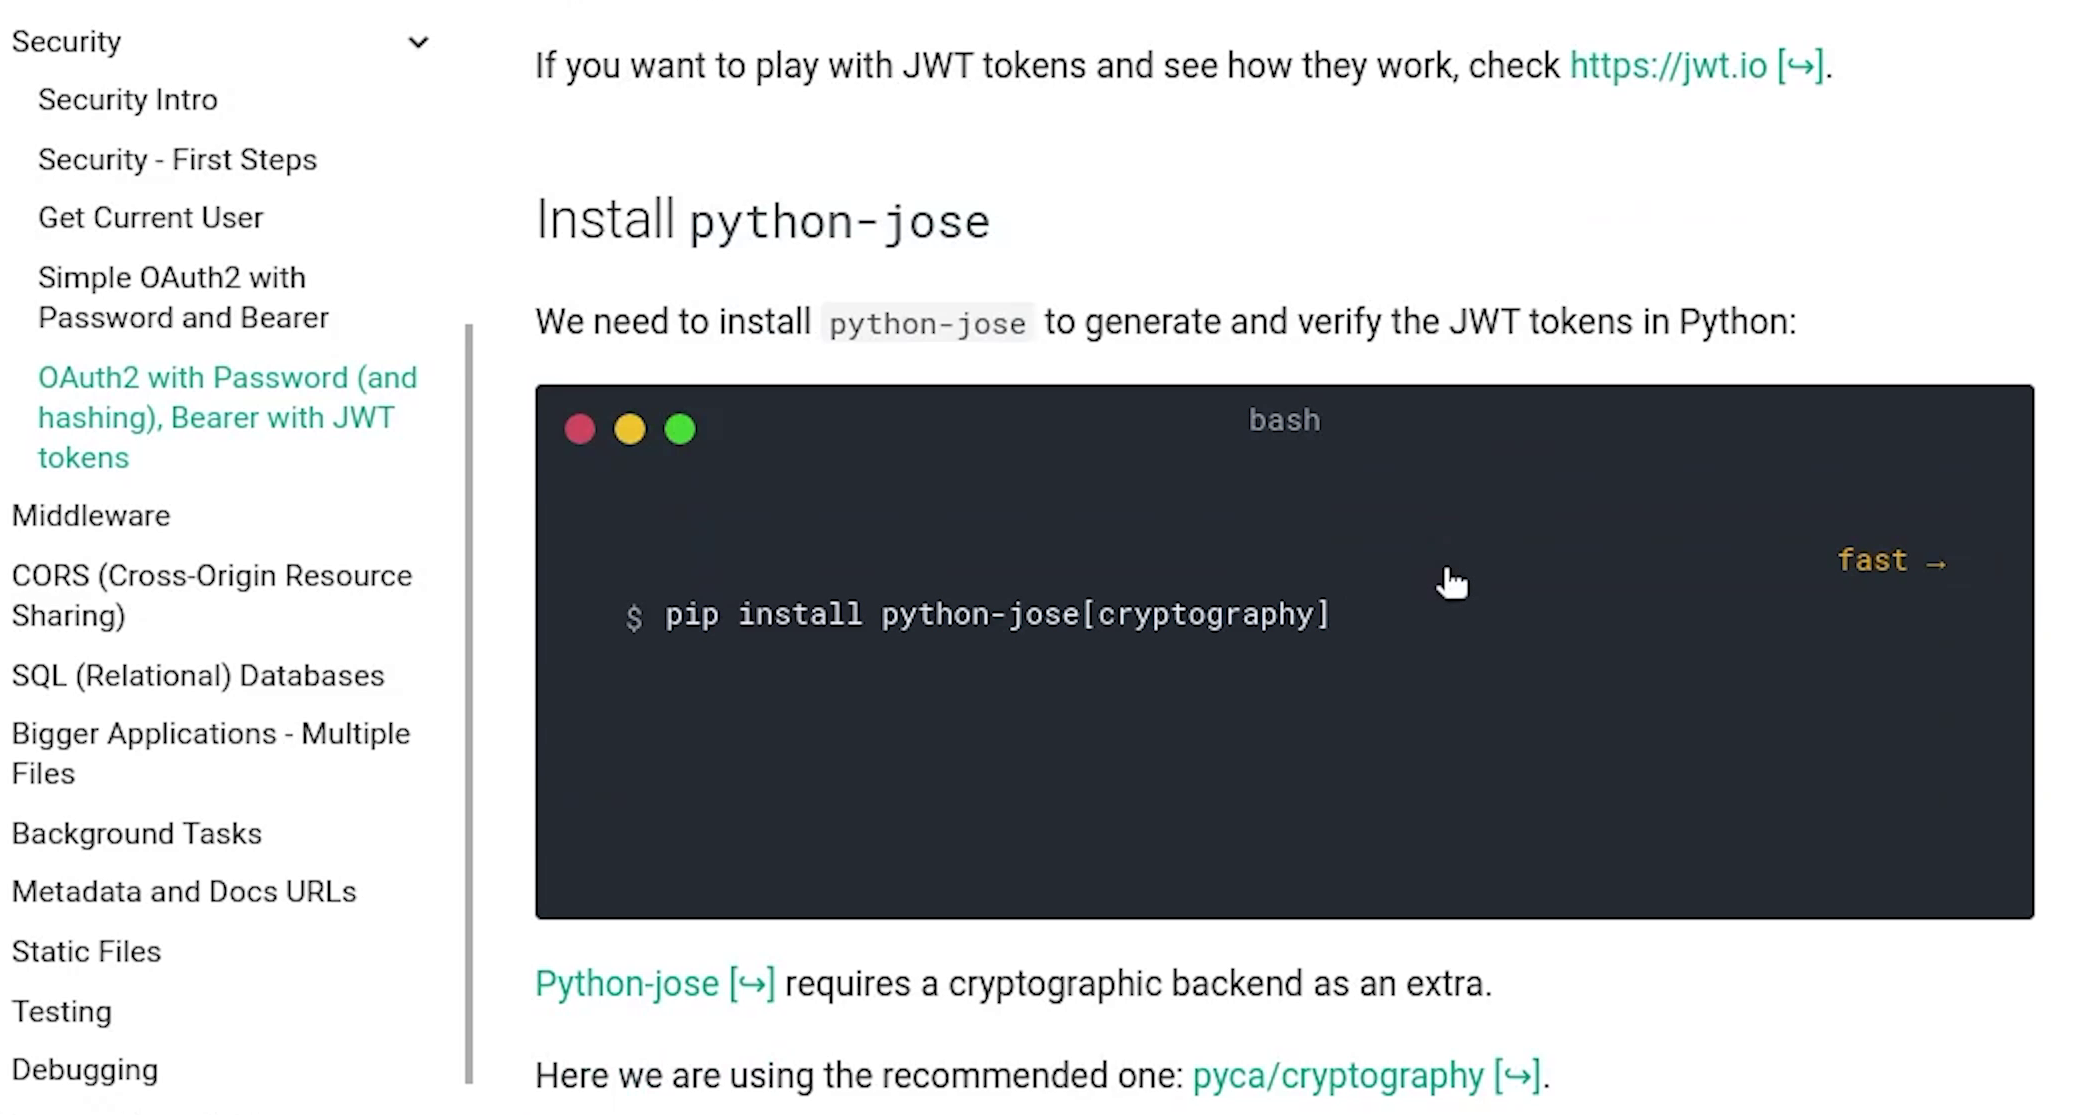 Security
Security Intro
Security - First Steps
Get Current User
Simple OAuth2 with
Password and Bearer
OAuth2 with Password (and
hashing), Bearer with JWT
tokens
Middleware
CORS (Cross-Origin Resource
Sharing)
SQL (Relational) Databases
Bigger Applications - Multiple
Files
Background Tasks
Metadata and Docs URLs
Static Files
Testing
Debugging
If you want to play with JWT tokens and see how they work, check https://jwt.io [↪].
Install python-jose
We need to install python-jose to generate and verify the JWT tokens in Python:
bash
fast →
$ pip install python-jose[cryptography]
Python-jose [↪] requires a cryptographic backend as an extra.
Here we are using the recommended one: pyca/cryptography [↪].